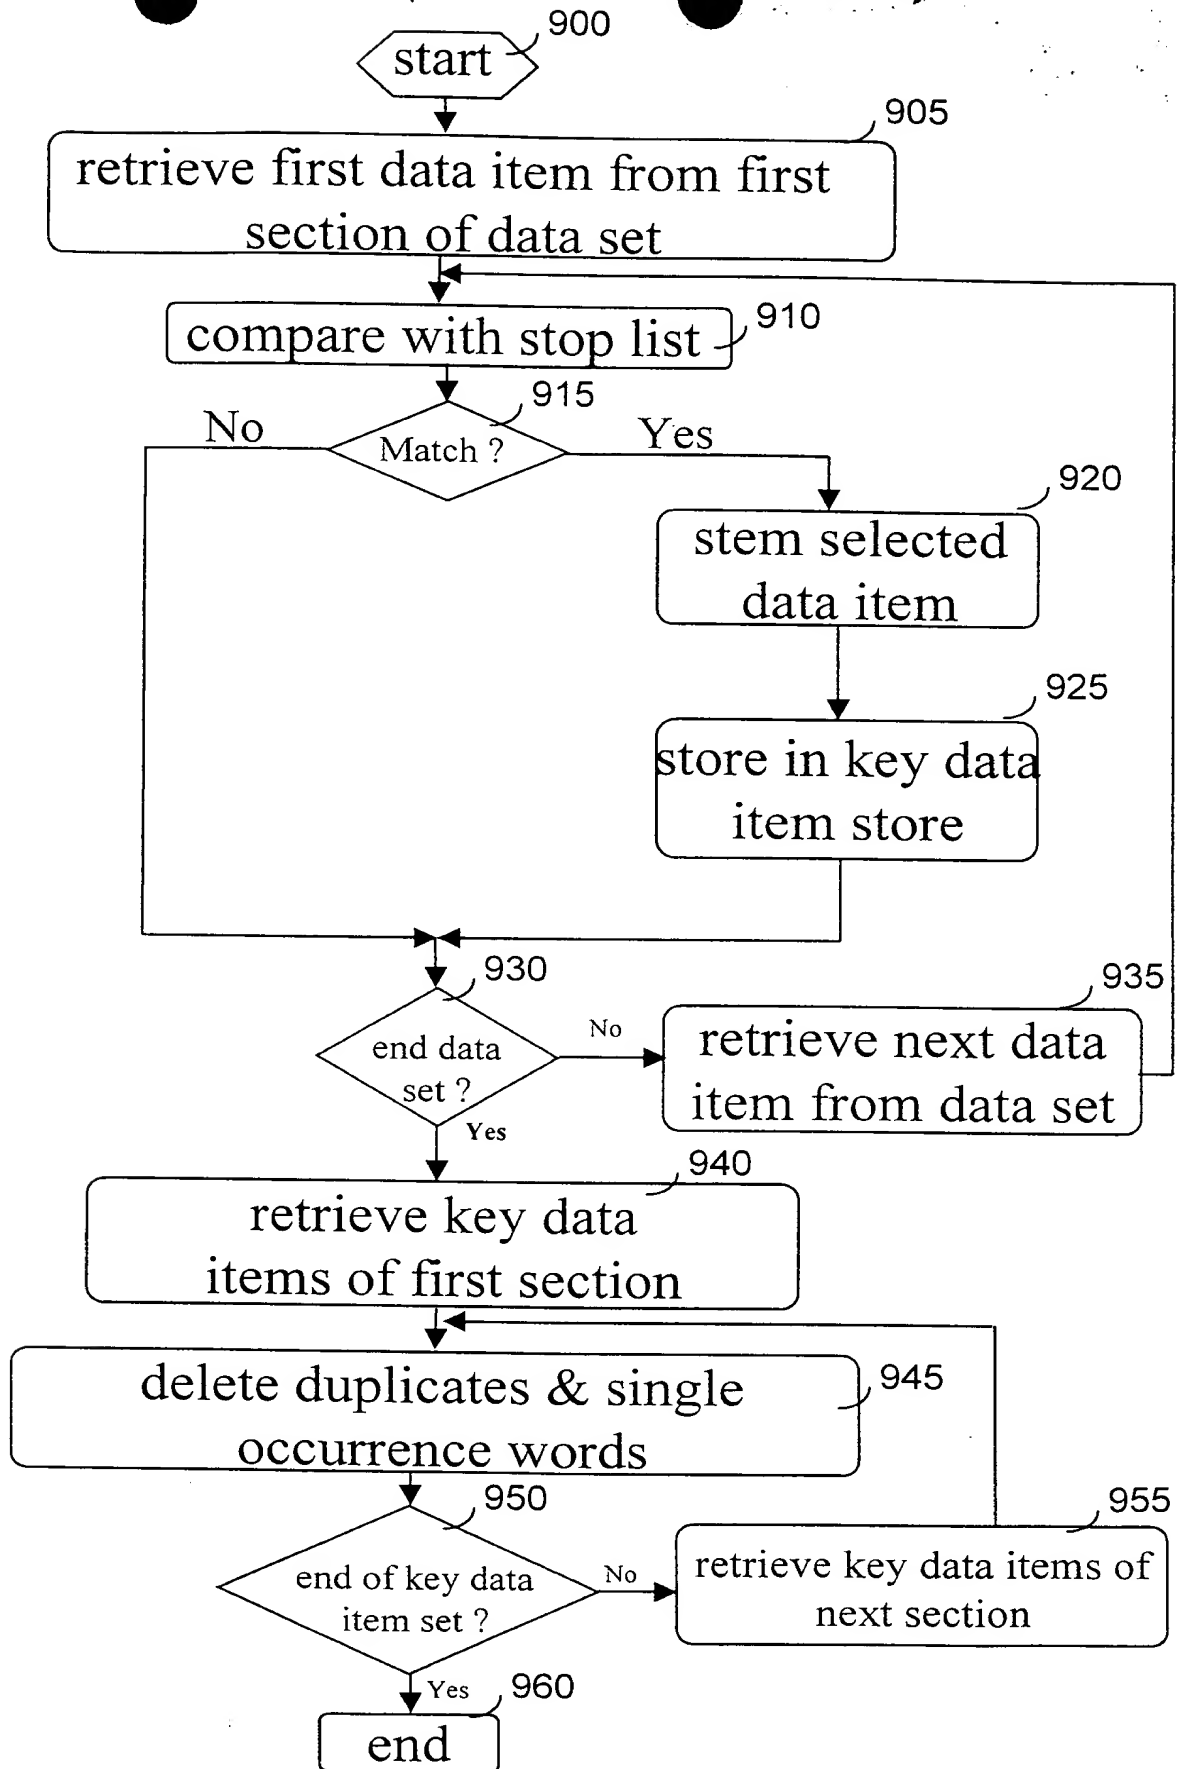 900
start
905
retrieve first data item from first
section of data set
compare with stop list
910
915
No
Match ?
Yes
920
stem selected
data item
925
store in key data
item store
930
935
end data
set ?
No
retrieve next data
item from data set
Yes
940
retrieve key data
items of first section
delete duplicates & single
occurrence words
945
950
955
end of key data
item set ?
No
retrieve key data items of
next section
Yes
960
end